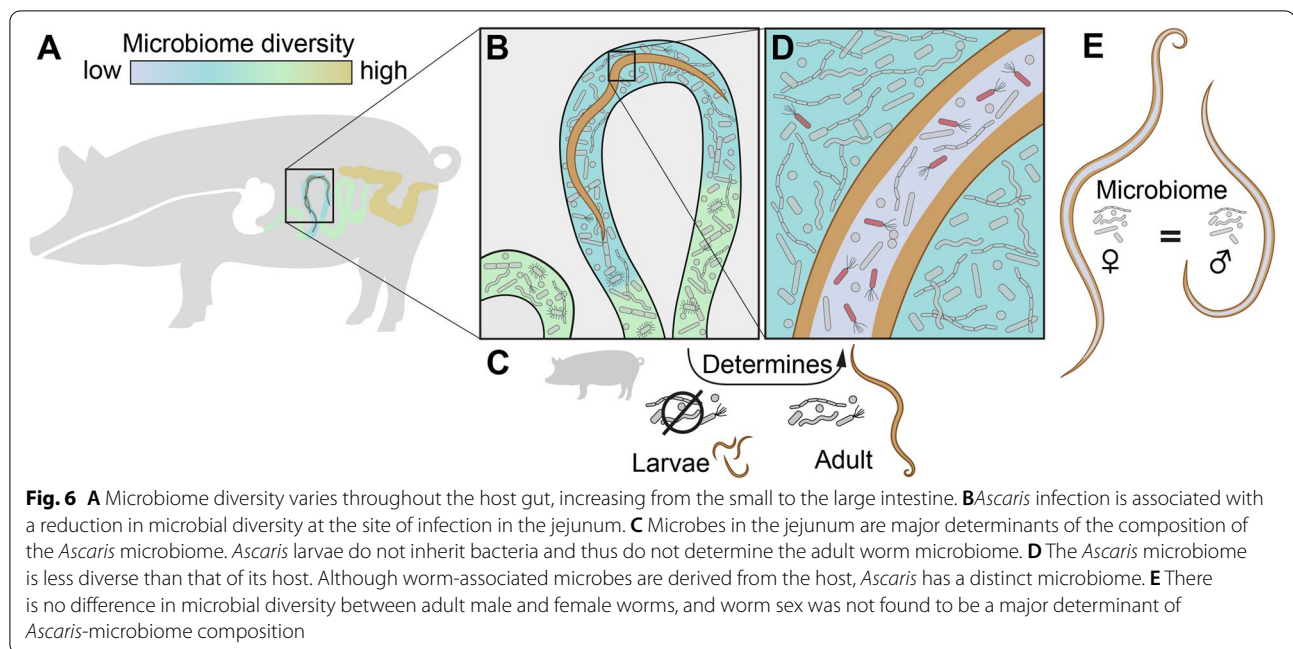 A
Microbiome diversity
low high
B
D
E
Microbiome
♀ = ♂
C
Determines
Larvae Adult
Fig. 6 A Microbiome diversity varies throughout the host gut, increasing from the small to the large intestine. BAscaris infection is associated with
a reduction in microbial diversity at the site of infection in the jejunum. C Microbes in the jejunum are major determinants of the composition of
the Ascaris microbiome. Ascaris larvae do not inherit bacteria and thus do not determine the adult worm microbiome. D The Ascaris microbiome
is less diverse than that of its host. Although worm-associated microbes are derived from the host, Ascaris has a distinct microbiome. E There
is no difference in microbial diversity between adult male and female worms, and worm sex was not found to be a major determinant of
Ascaris-microbiome composition